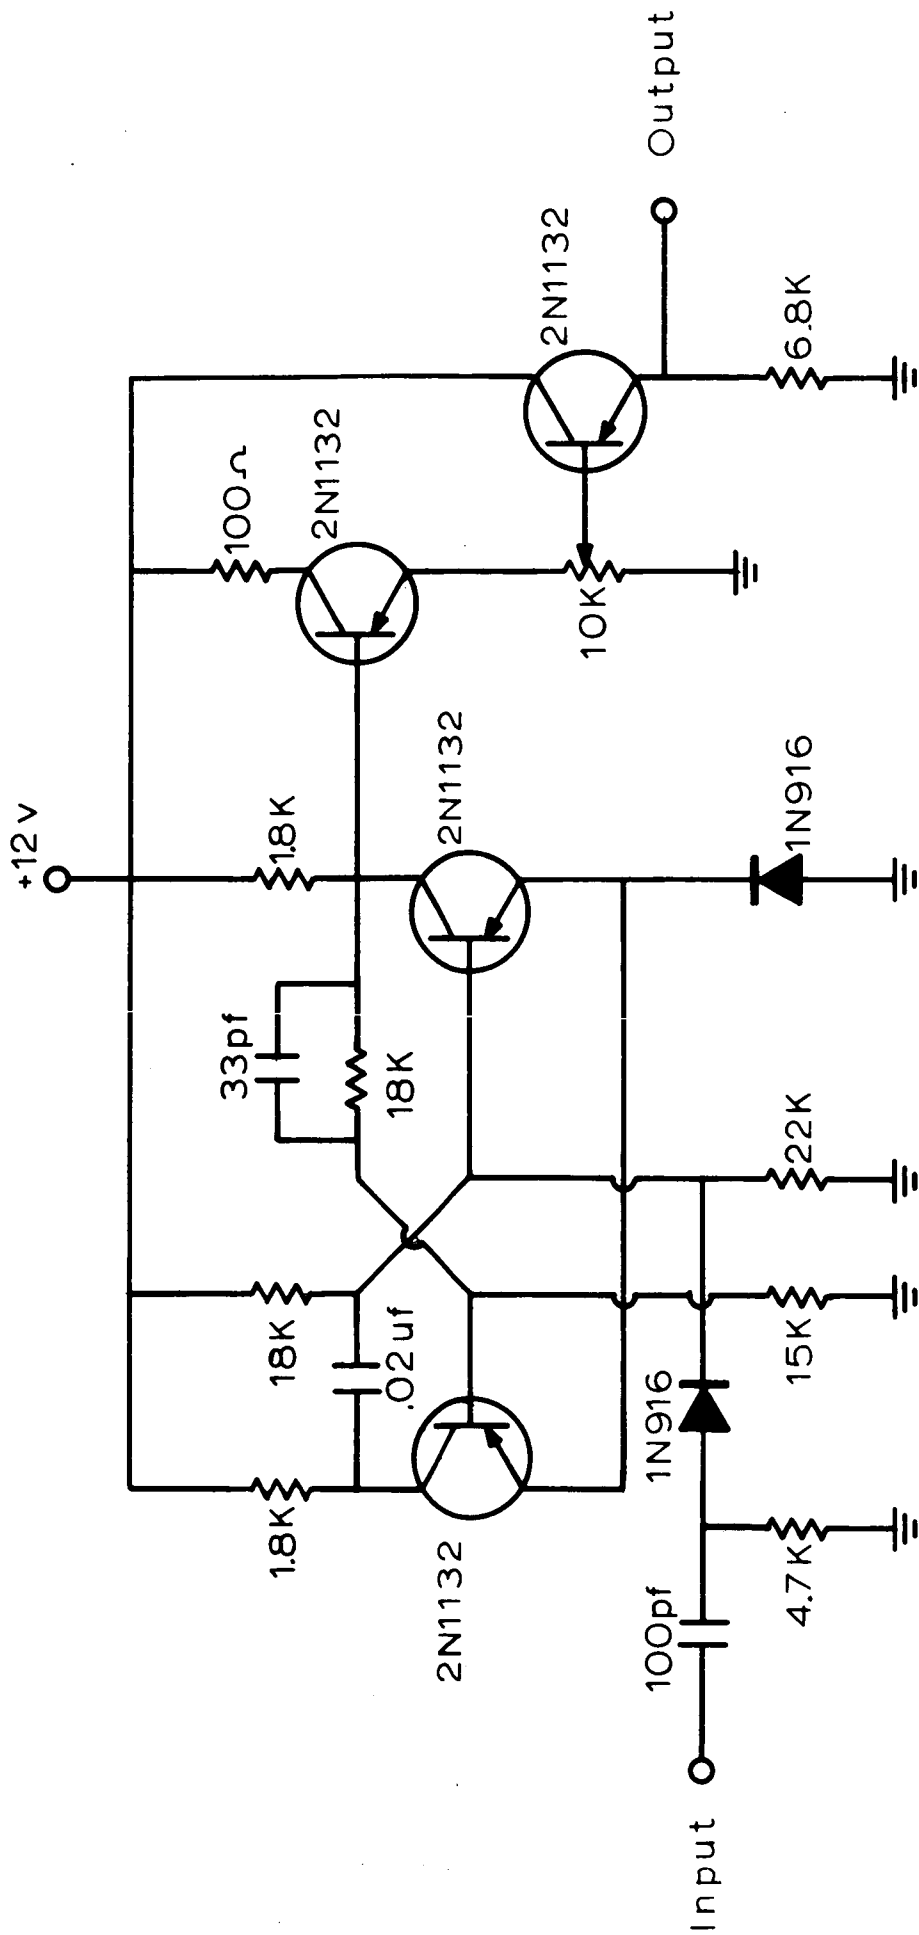 +12 v
1.8K
18K
.02uf
33pf
18K
1.8K
100Ω
2N1132
2N1132
2N1132
2N1132
10K
Output
6.8K
Input
100pf
4.7K
1N916
15K
22K
1N916